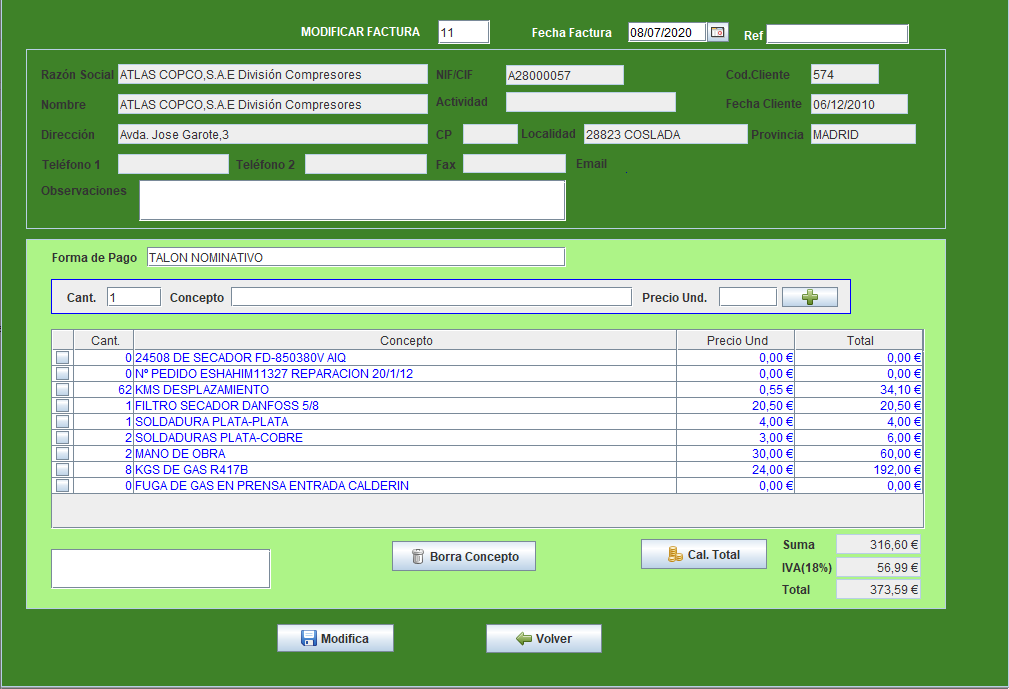 MODIFICAR FACTURA 11 Fecha Factura 08/07/2020 Ref
Razón Social ATLAS COPCO,S.A.E División Compresores NIF/CIF A28000057 Cod.Cliente 574
Nombre ATLAS COPCO,S.A.E División Compresores Actividad Fecha Cliente 06/12/2010
Dirección Avda. Jose Garote,3 CP Localidad 28823 COSLADA Provincia MADRID
Teléfono 1 Teléfono 2 Fax Email
Observaciones
Forma de Pago TALON NOMINATIVO
Cant. 1 Concepto Precio Und.
Cant. Concepto Precio Und Total
0 24508 DE SECADOR FD-850380V AIQ 0,00 € 0,00 €
0 Nº PEDIDO ESHAHIM11327 REPARACION 20/1/12 0,00 € 0,00 €
62 KMS DESPLAZAMIENTO 0,55 € 34,10 €
1 FILTRO SECADOR DANFOSS 5/8 20,50 € 20,50 €
1 SOLDADURA PLATA-PLATA 4,00 € 4,00 €
2 SOLDADURAS PLATA-COBRE 3,00 € 6,00 €
2 MANO DE OBRA 30,00 € 60,00 €
8 KGS DE GAS R417B 24,00 € 192,00 €
0 FUGA DE GAS EN PRENSA ENTRADA CALDERIN 0,00 € 0,00 €
Borra Concepto Cal. Total Suma 316,60 €
IVA(18%) 56,99 €
Total 373,59 €
Modifica Volver